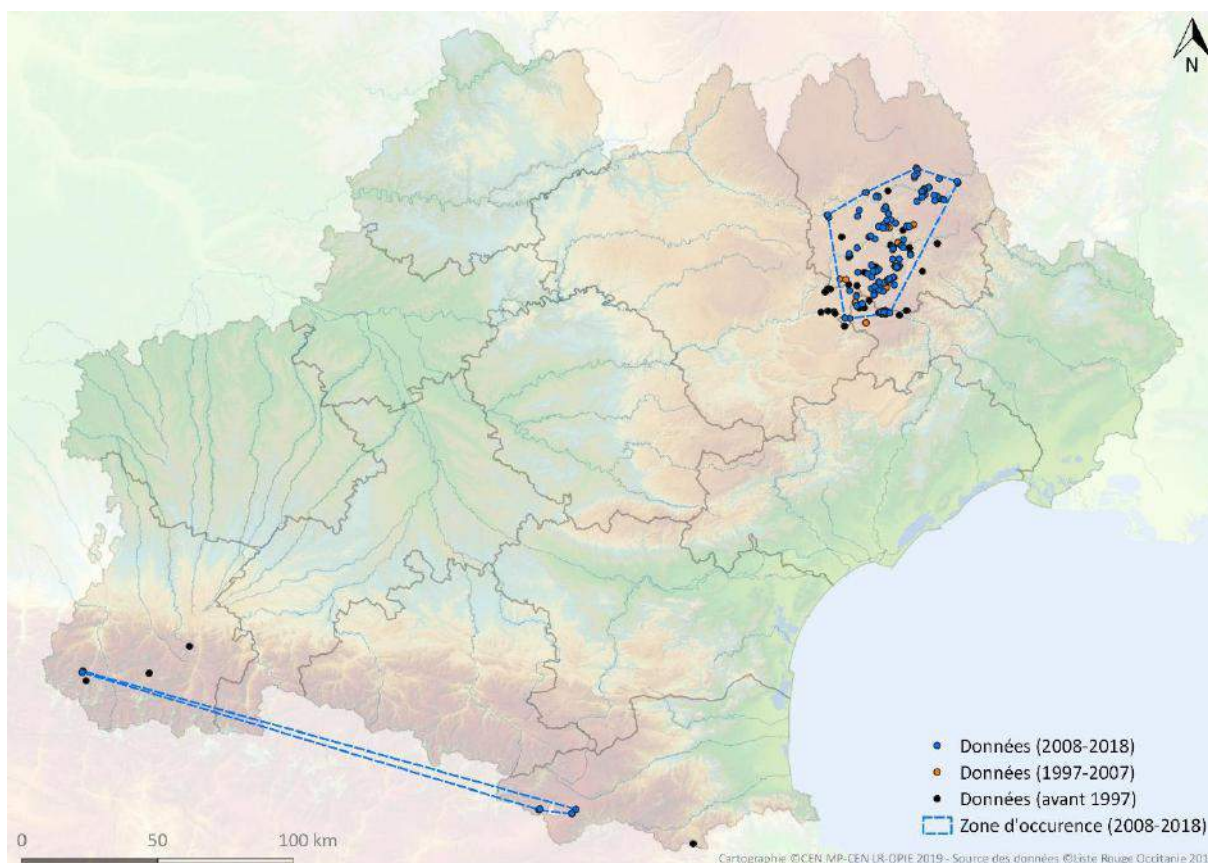 N
Données (2008-2018)
Données (1997-2007)
Données (avant 1997)
Zone d'occurence (2008-2018)
0 50 100 km
Cartographie ©CEN MP-CEN LR-OPIE 2019 - Source des données ©Liste Rouge Occitanie 201